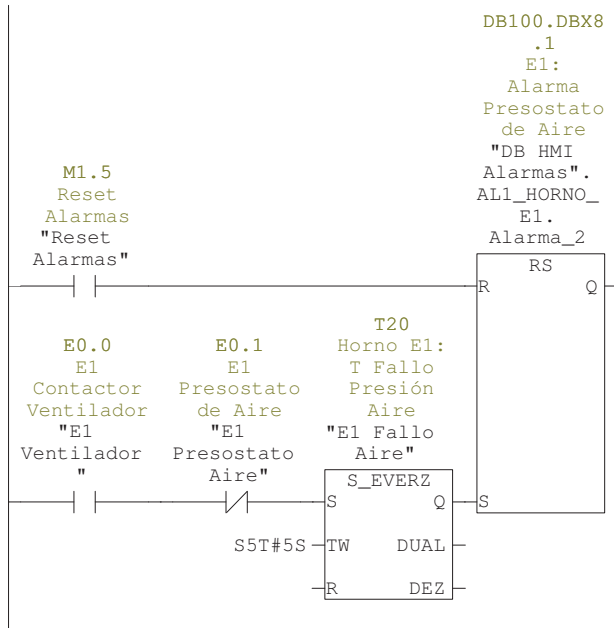 DB100.DBX8
.1
E1:
Alarma
Presostato
de Aire
"DB HMI
Alarmas".
AL1_HORNO_
E1.
Alarma_2
M1.5
Reset
Alarmas
"Reset
Alarmas"
RS
R Q
E0.0
E1
Contactor
Ventilador
"E1
Ventilador
"
E0.1
E1
Presostato
de Aire
"E1
Presostato
Aire"
T20
Horno E1:
T Fallo
Presión
Aire
"E1 Fallo
Aire"
S_EVERZ
S Q
S
S5T#5S TW DUAL
R DEZ